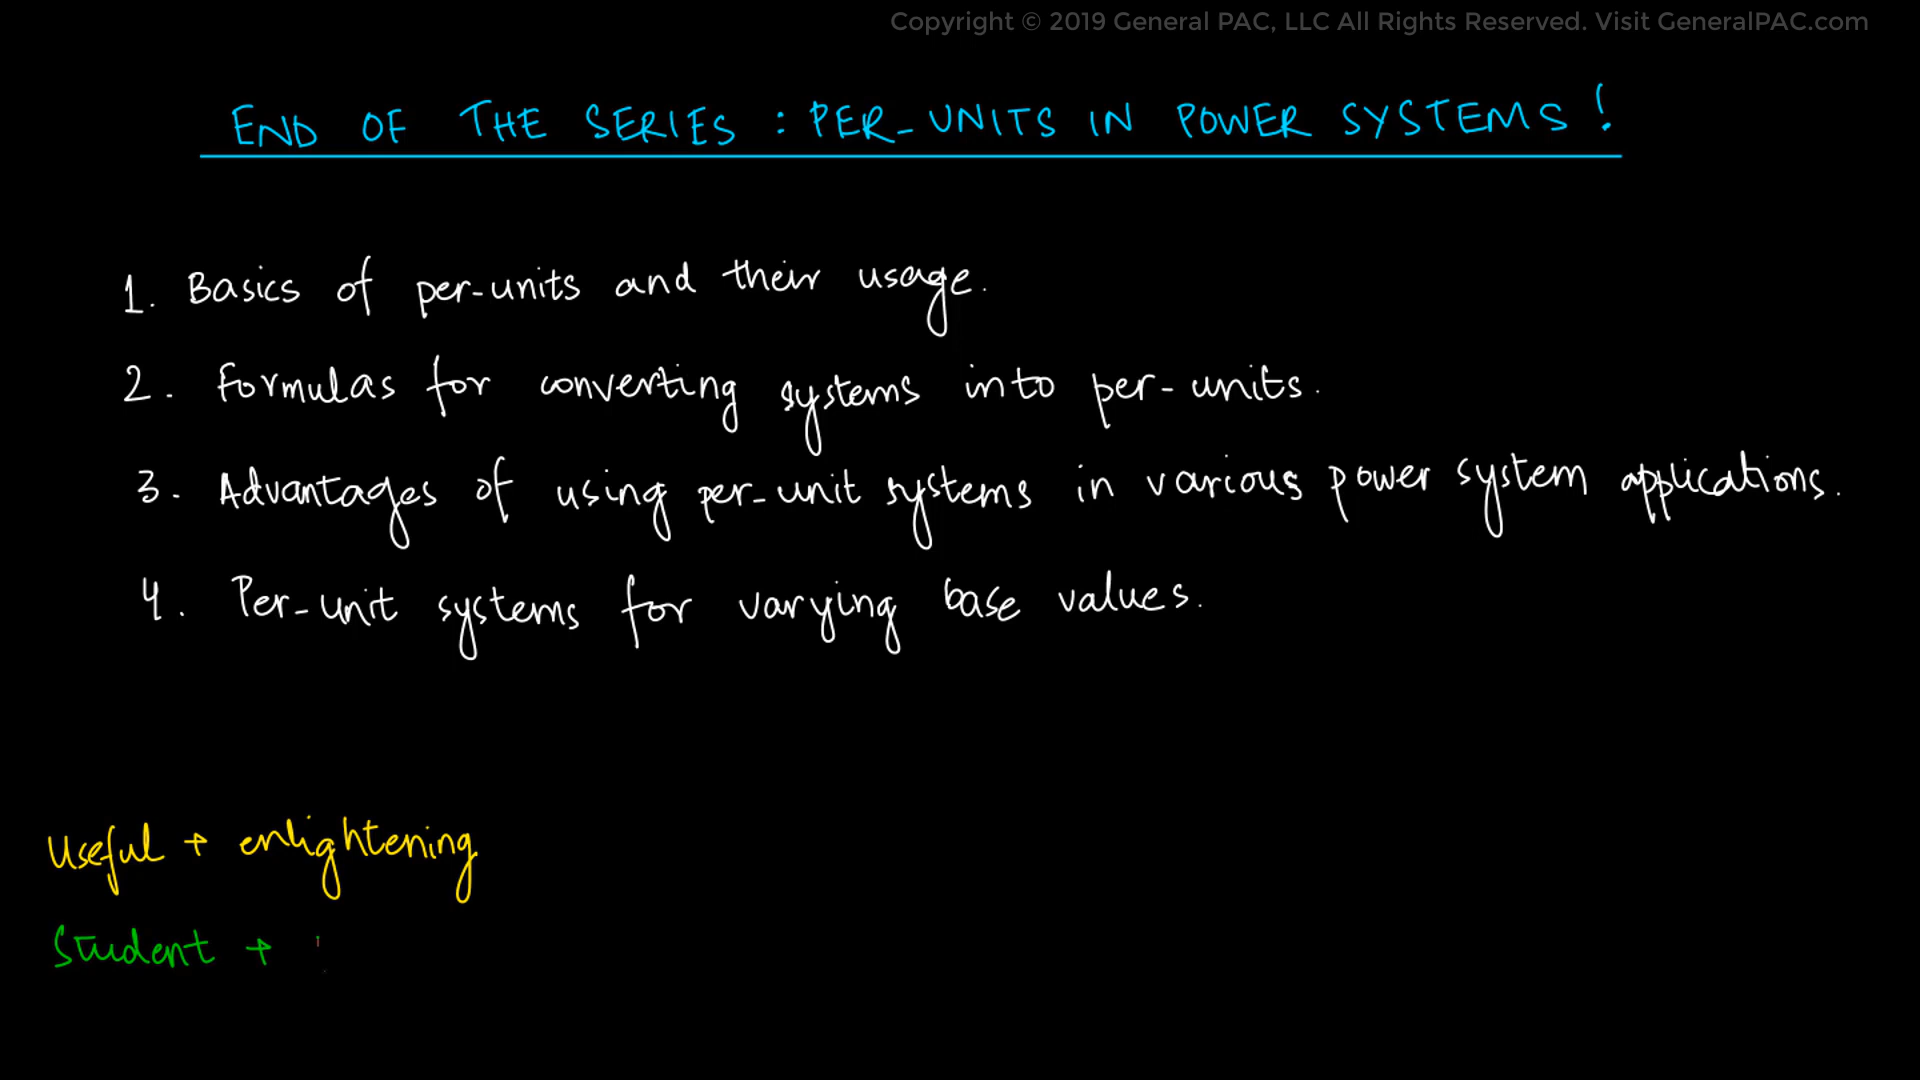 Copyright © 2019 General PAC, LLC All Rights Reserved. Visit GeneralPAC.com
END OF THE SERIES : PER-UNITS IN POWER SYSTEMS !
1. Basics of per-units and their usage.
2. Formulas for converting systems into per-units.
3. Advantages of using per-unit systems in various power system applications.
4. Per-unit systems for varying base values.
Useful + enlightening
Student +